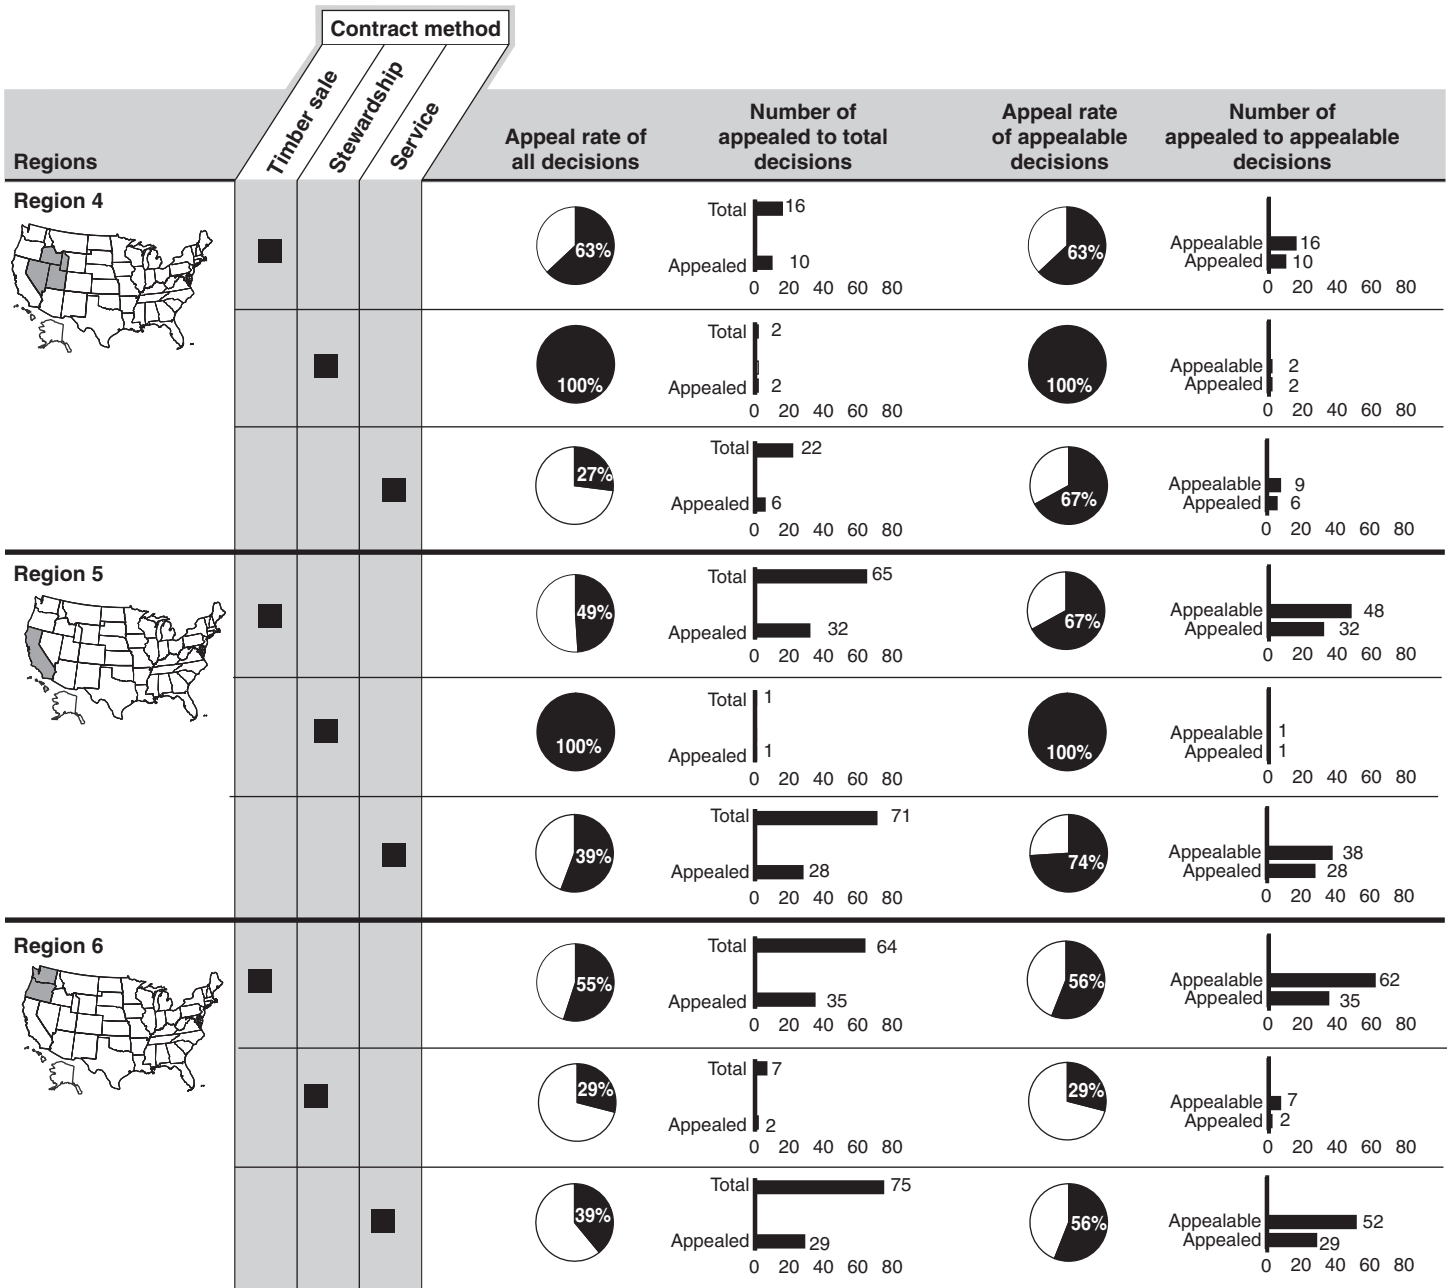 Contract method
Timber sale
Stewardship
Service
Regions
Appeal rate of
all decisions
Number of
appealed to total
decisions
Appeal rate
of appealable
decisions
Number of
appealed to appealable
decisions
Region 4
63%
Total 16
Appealed 10
0 20 40 60 80
63%
Appealable 16
Appealed 10
0 20 40 60 80
100%
Total 2
Appealed 2
0 20 40 60 80
100%
Appealable 2
Appealed 2
0 20 40 60 80
27%
Total 22
Appealed 6
0 20 40 60 80
67%
Appealable 9
Appealed 6
0 20 40 60 80
Region 5
49%
Total 65
Appealed 32
0 20 40 60 80
67%
Appealable 48
Appealed 32
0 20 40 60 80
100%
Total 1
Appealed 1
0 20 40 60 80
100%
Appealable 1
Appealed 1
0 20 40 60 80
39%
Total 71
Appealed 28
0 20 40 60 80
74%
Appealable 38
Appealed 28
0 20 40 60 80
Region 6
55%
Total 64
Appealed 35
0 20 40 60 80
56%
Appealable 62
Appealed 35
0 20 40 60 80
29%
Total 7
Appealed 2
0 20 40 60 80
29%
Appealable 7
Appealed 2
0 20 40 60 80
39%
Total 75
Appealed 29
0 20 40 60 80
56%
Appealable 52
Appealed 29
0 20 40 60 80